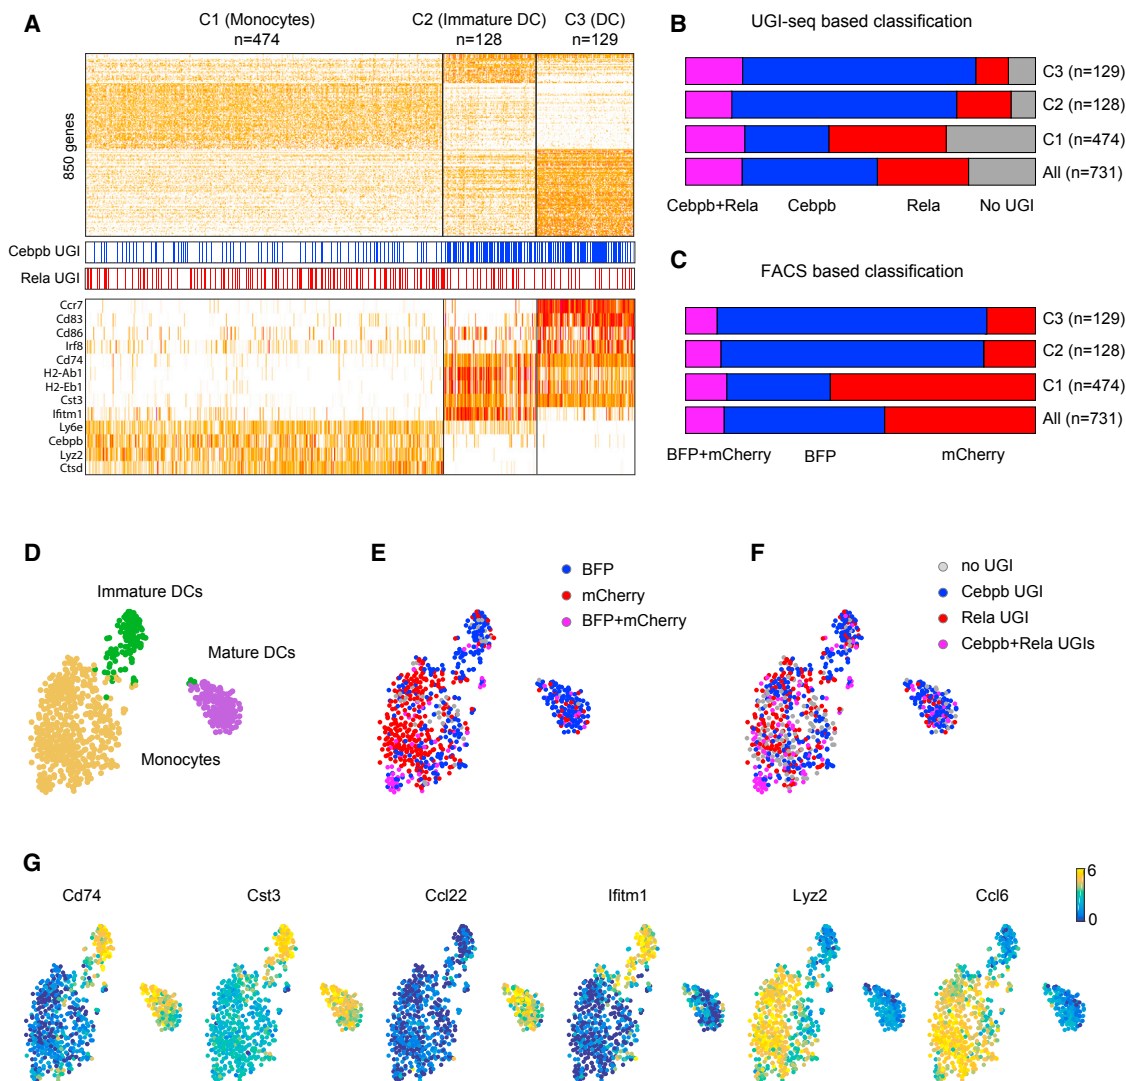 A
C1 (Monocytes)
n=474
C2 (Immature DC)
n=128
C3 (DC)
n=129
850 genes
Cebpb UGI
Rela UGI
Ccr7
Cd83
Cd86
Irf8
Cd74
H2-Ab1
H2-Eb1
Cst3
Ifitm1
Ly6e
Cebpb
Lyz2
Ctsd
B
UGI-seq based classification
C3 (n=129)
C2 (n=128)
C1 (n=474)
All (n=731)
Cebpb+Rela Cebpb Rela No UGI
C
FACS based classification
C3 (n=129)
C2 (n=128)
C1 (n=474)
All (n=731)
BFP+mCherry BFP mCherry
D
Immature DCs
Mature DCs
Monocytes
E
BFP
mCherry
BFP+mCherry
F
no UGI
Cebpb UGI
Rela UGI
Cebpb+Rela UGIs
G
Cd74 Cst3 Ccl22 Ifitm1 Lyz2 Ccl6
6
0